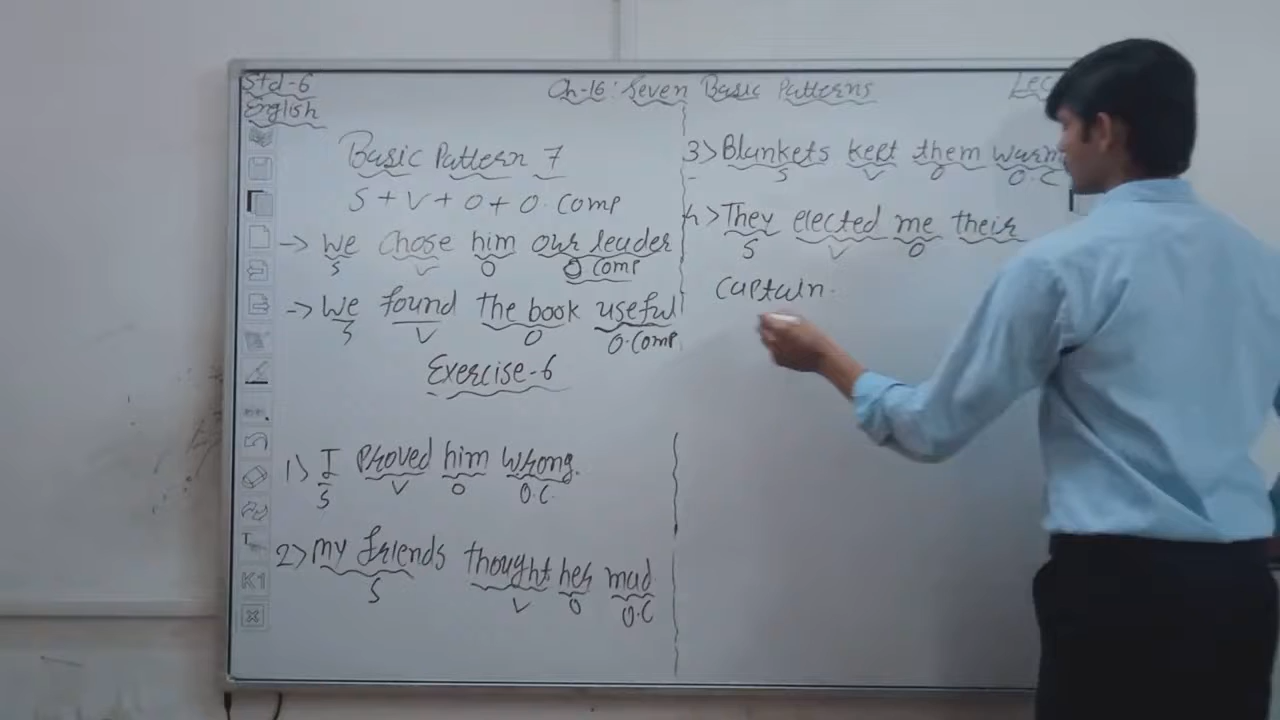 Std-6
English
Ch-16: Seven Basic Patterns
Lec
Basic Pattern 7
S + V + O + O. Comp
→ We chose him our leader
S V O O Comp
→ We found the book useful
S V O O.Comp.
Exercise-6
1> I Proved him wrong.
S V O O.C.
2> My friends thought her mad
S V O O.C
3> Blankets kept them warm
S V O O.C
4> They elected me their
S V O
Captain.
T
K1